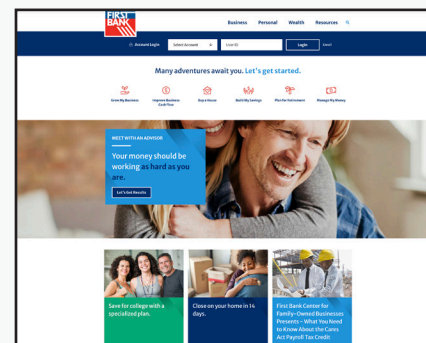 FIRST
BANK
Business Personal Wealth Resources
Account Login Select Account User ID Login Enroll
Many adventures await you. Let's get started.
Grow My Business
Improve Business
Cash Flow
Buy a House
Build My Savings
Plan for Retirement
Manage My Money
MEET WITH AN ADVISOR
Your money should be
working as hard as you
are.
Let's Get Results
Save for college with a
specialized plan.
Close on your home in 14
days.
First Bank Center for
Family-Owned Businesses
Presents – What You Need
to Know About the Cares
Act Payroll Tax Credit